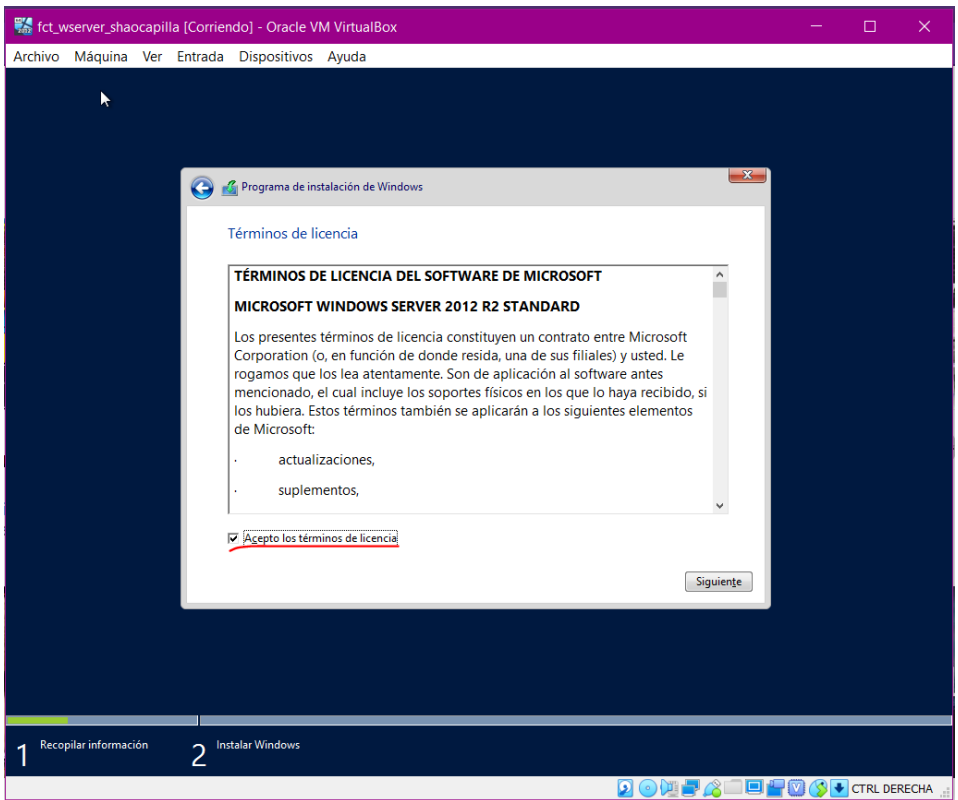 fct_wserver_shaocapilla [Corriendo] - Oracle VM VirtualBox
Archivo Máquina Ver Entrada Dispositivos Ayuda
Programa de instalación de Windows
Términos de licencia
TÉRMINOS DE LICENCIA DEL SOFTWARE DE MICROSOFT
MICROSOFT WINDOWS SERVER 2012 R2 STANDARD
Los presentes términos de licencia constituyen un contrato entre Microsoft
Corporation (o, en función de donde resida, una de sus filiales) y usted. Le
rogamos que los lea atentamente. Son de aplicación al software antes
mencionado, el cual incluye los soportes físicos en los que lo haya recibido, si
los hubiera. Estos términos también se aplicarán a los siguientes elementos
de Microsoft:
· actualizaciones,
· suplementos,
Acepto los términos de licencia
Siguiente
1 Recopilar información 2 Instalar Windows
CTRL DERECHA